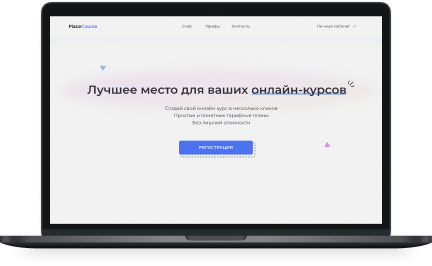 PlaceCourse
О нас Тарифы Контакты Личный кабинет
Лучшее место для ваших онлайн-курсов
Создай свой онлайн-курс в несколько кликов
Простые и понятные тарифные планы
Без лишней сложности
РЕГИСТРАЦИЯ